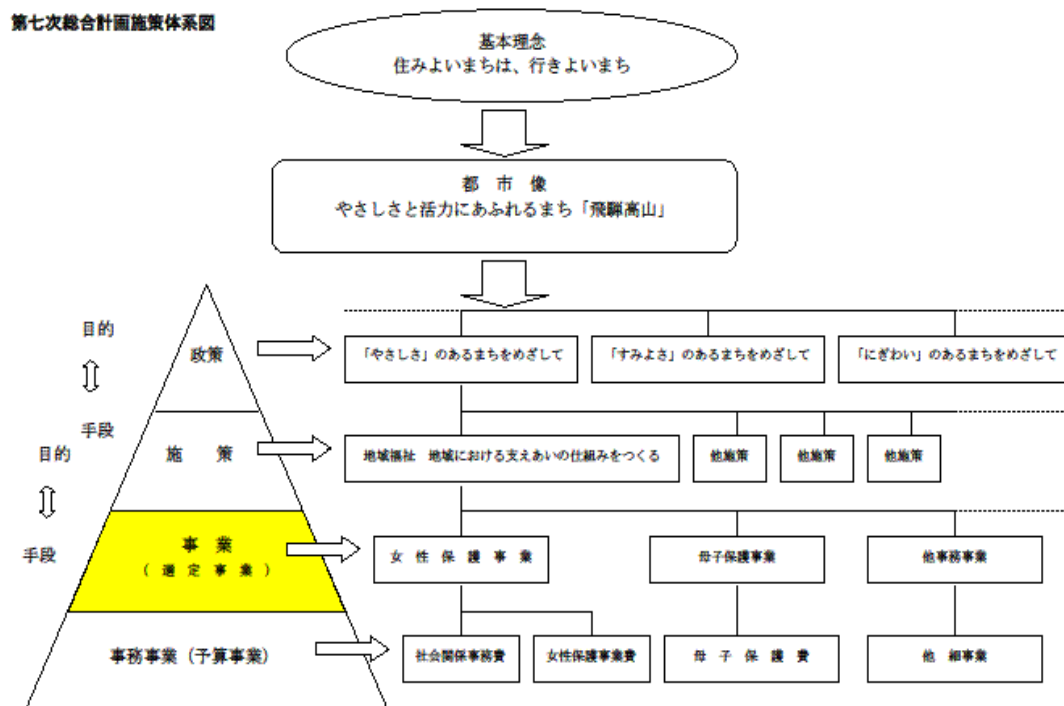 第七次総合計画施策体系図
基本理念
住みよいまちは、行きよいまち
都 市 像
やさしさと活力にあふれるまち「飛騨高山」
目的
手段
政策
「やさしさ」のあるまちをめざして
「すみよさ」のあるまちをめざして
「にぎわい」のあるまちをめざして
目的
手段
施 策
地域福祉 地域における支えあいの仕組みをつくる
他施策
他施策
他施策
事 業
( 選 定 事 業 )
女 性 保 護 事 業
母子保護事業
他事務事業
事務事業(予算事業)
社会関係事務費
女性保護事業費
母 子 保 護 費
他 細事業